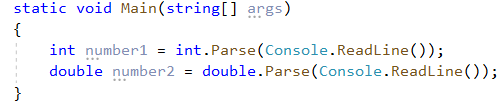 static void Main(string[] args)
{
    int number1 = int.Parse(Console.ReadLine());
    double number2 = double.Parse(Console.ReadLine());
}